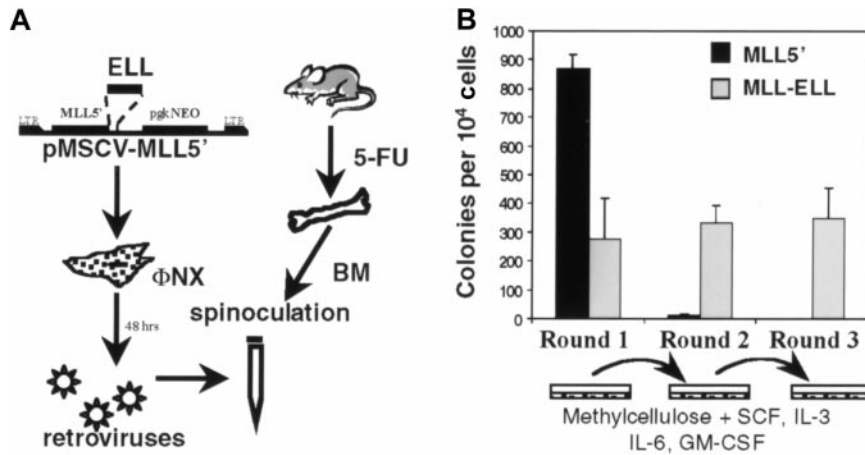 A
ELL
MLL5' pgkNEO
LTR LTR
pMSCV-MLL5'
5-FU
ΦNX
BM
spinoculation
48 hrs
retroviruses
B
Colonies per 10⁴ cells
1000
900
800
700
600
500
400
300
200
100
0
MLL5'
MLL-ELL
Round 1 Round 2 Round 3
Methylcellulose + SCF, IL-3
IL-6, GM-CSF